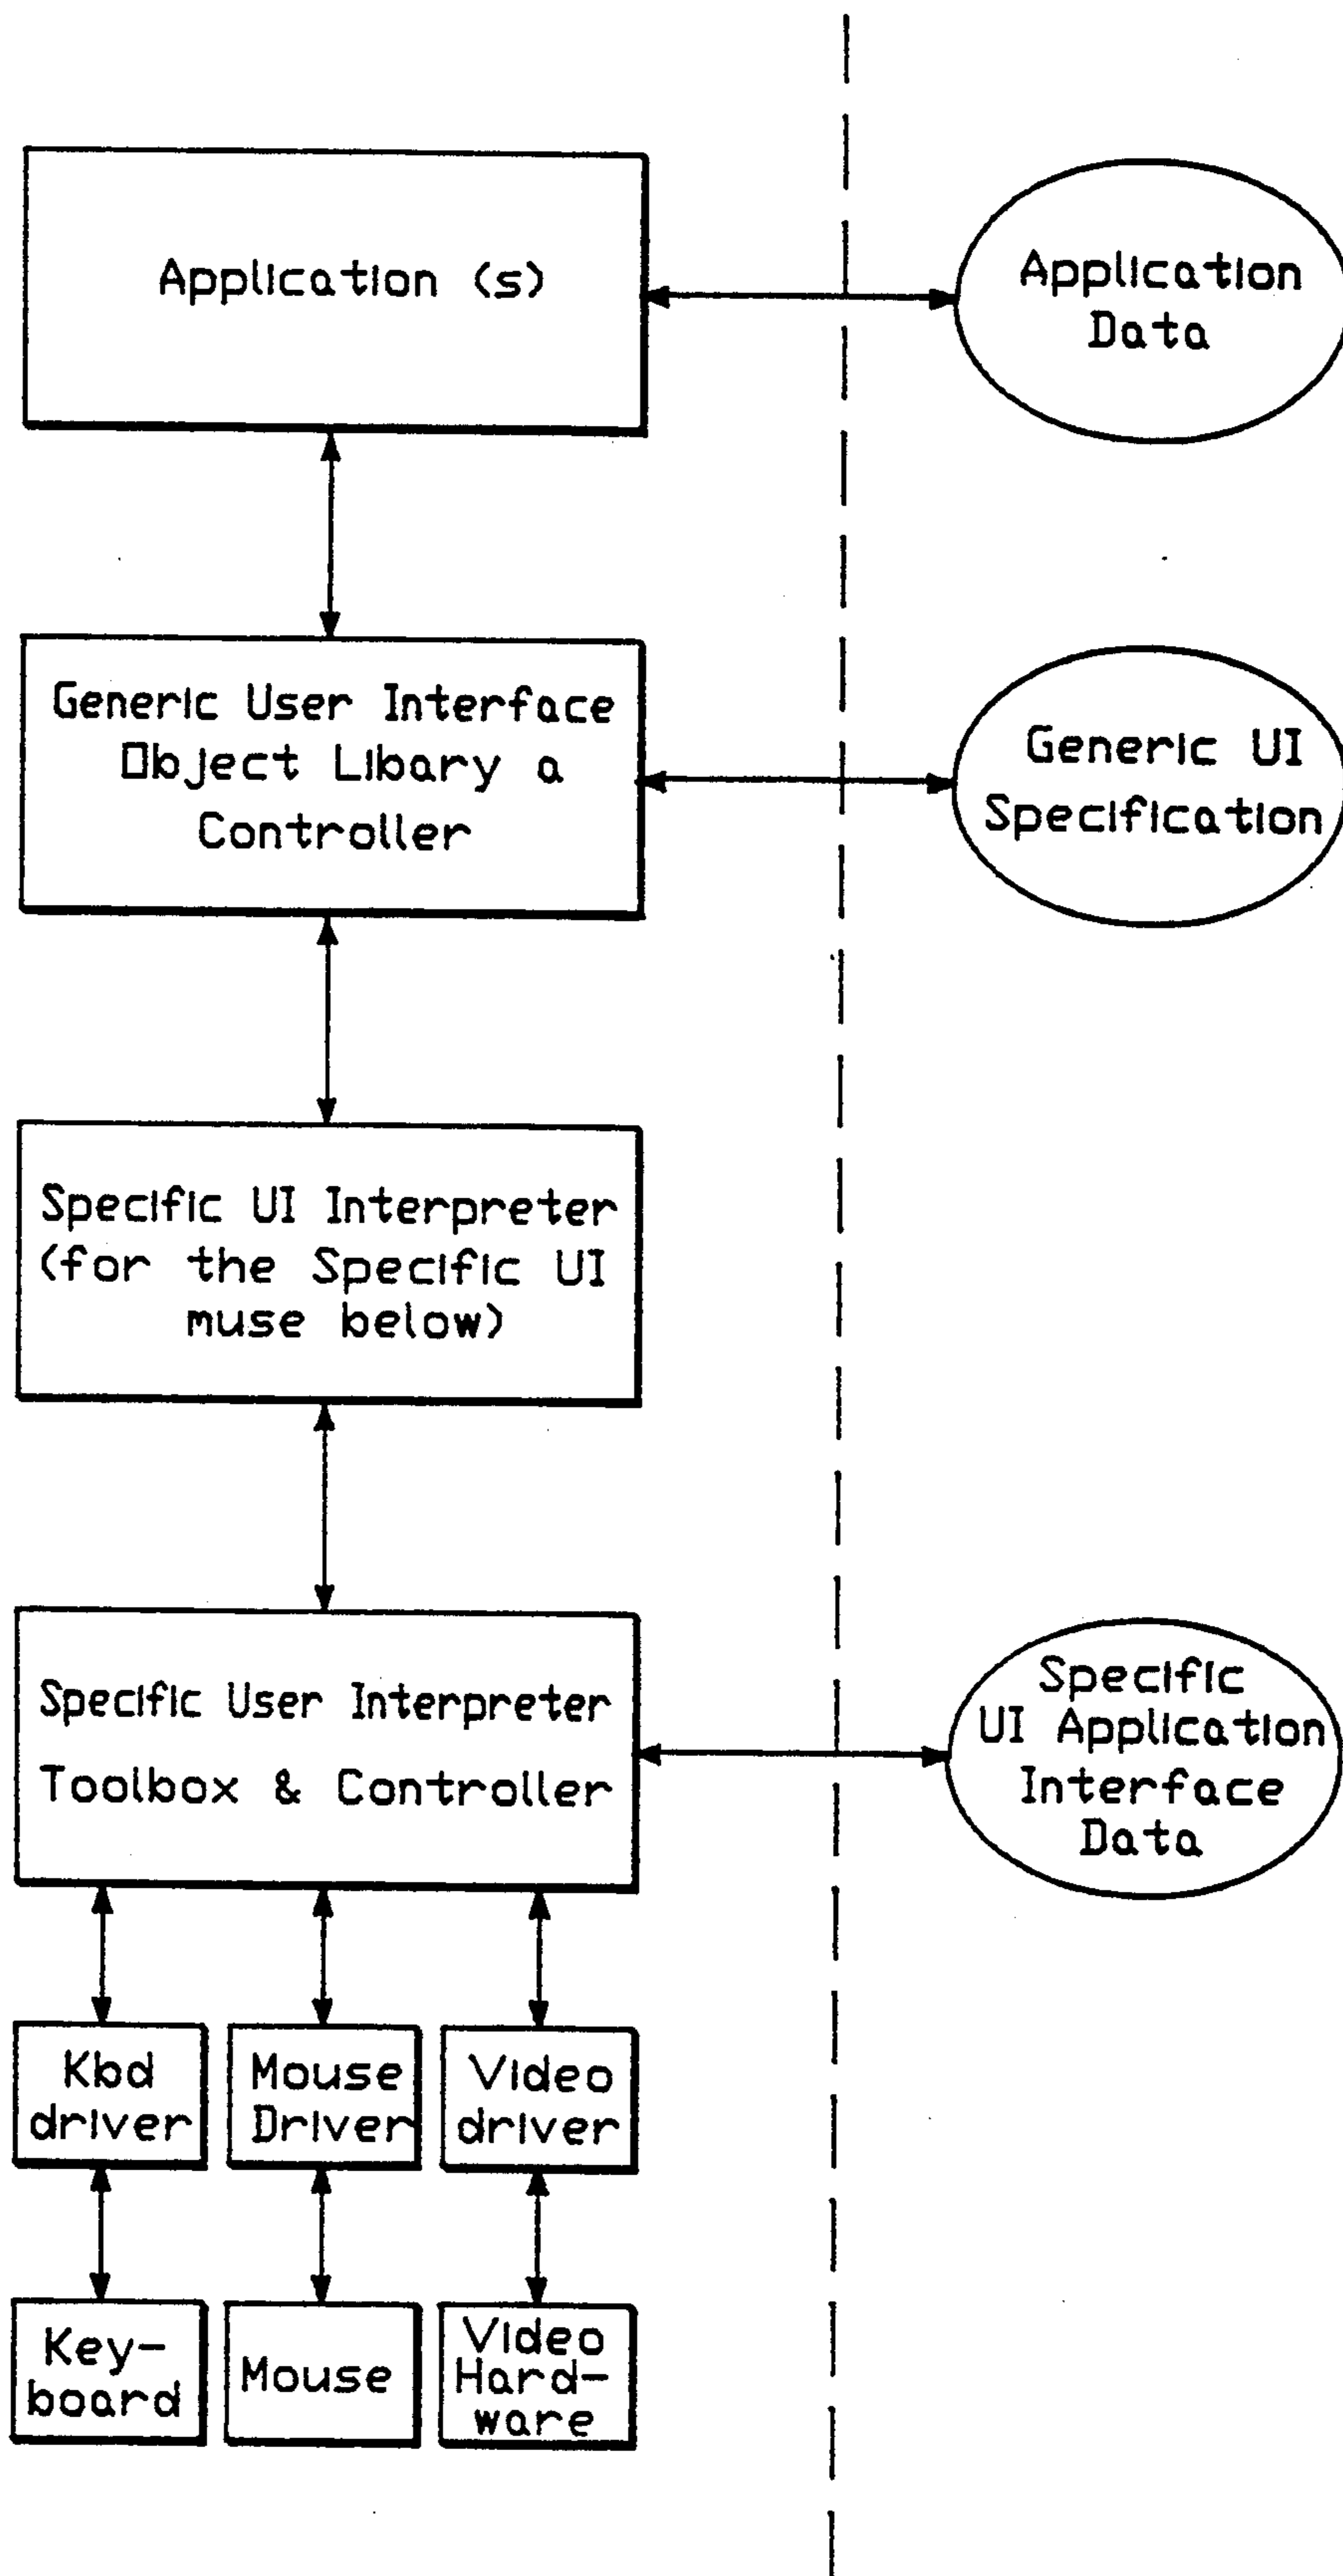 Application (s)
Application
Data
Generic User Interface
Object Libary a
Controller
Generic UI
Specification
Specific UI Interpreter
(for the Specific UI
muse below)
Specific User Interpreter
Toolbox & Controller
Specific
UI Application
Interface
Data
Kbd
driver
Mouse
Driver
Video
driver
Key-
board
Mouse
Video
Hard-
ware